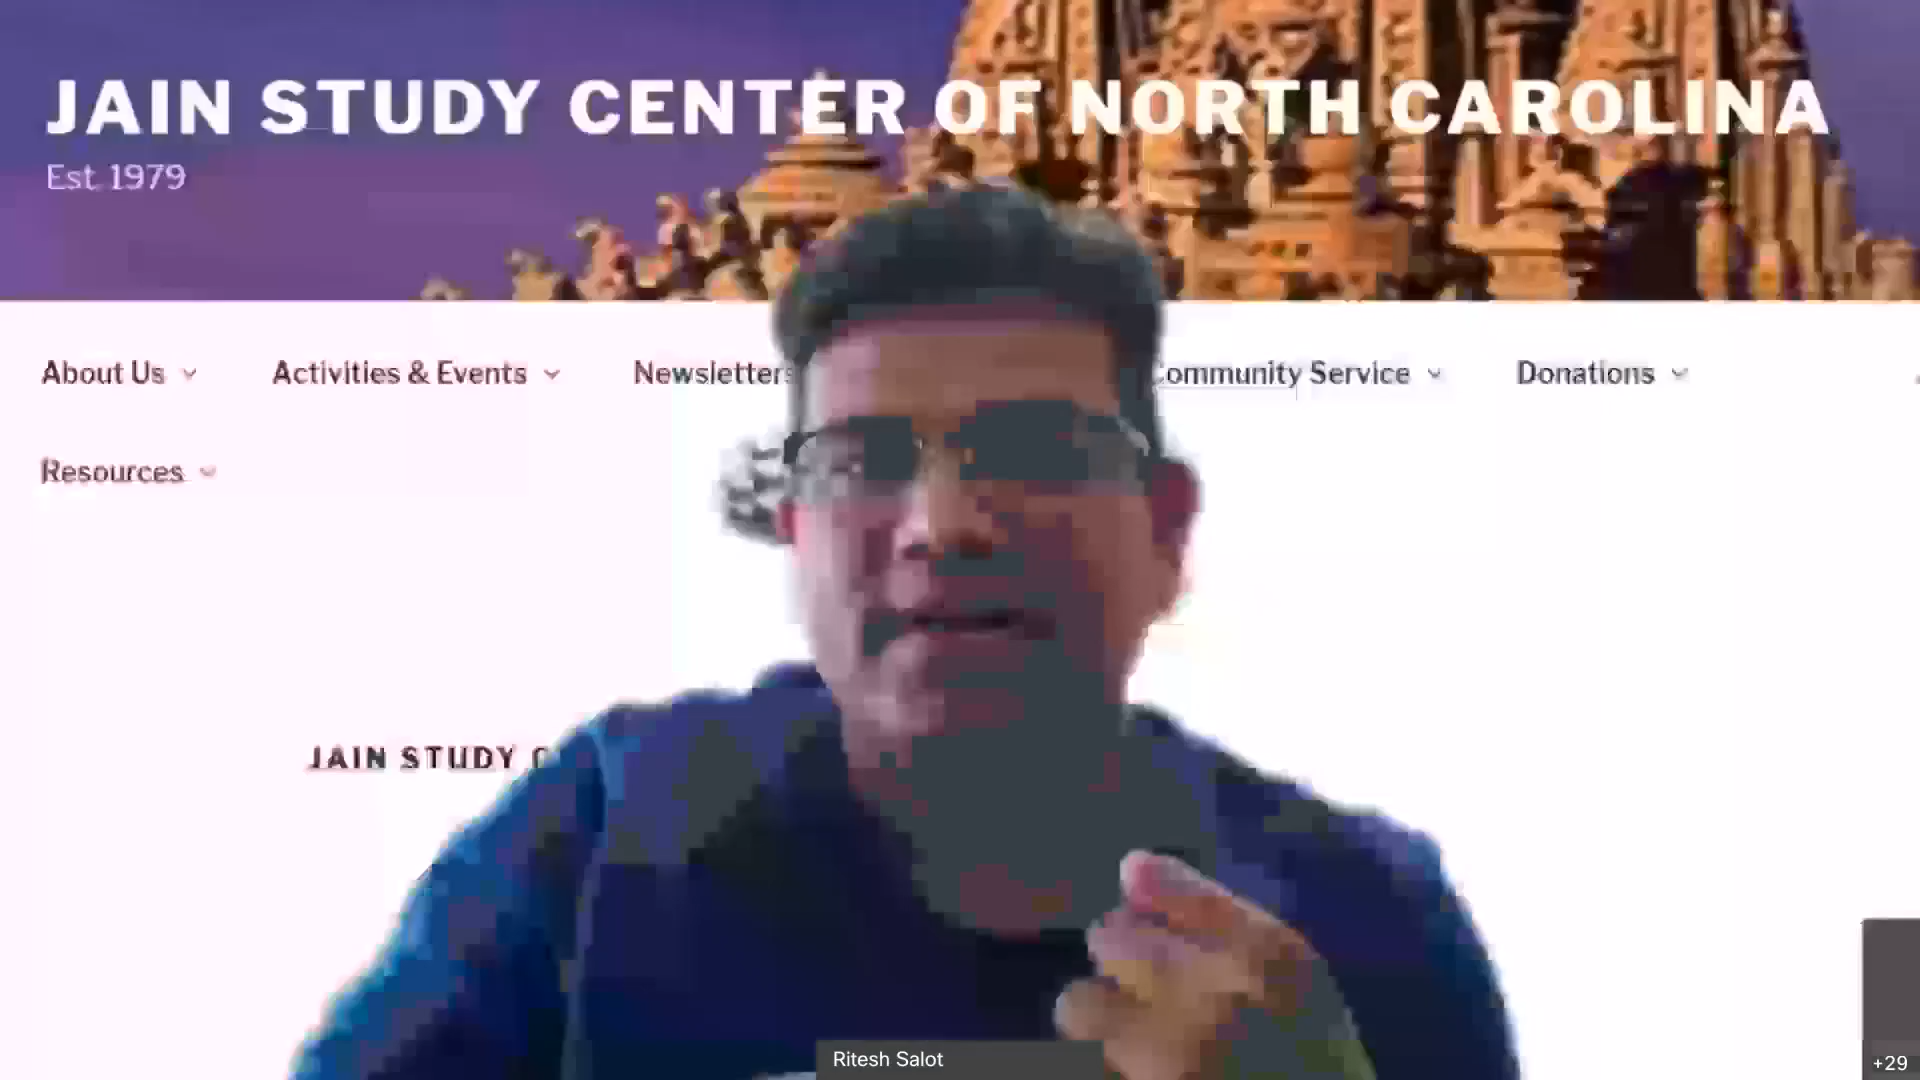 JAIN STUDY CENTER OF NORTH CAROLINA
Est. 1979
About Us Activities & Events Newsletters Community Service Donations
Resources
JAIN STUDY C
Ritesh Salot
+29